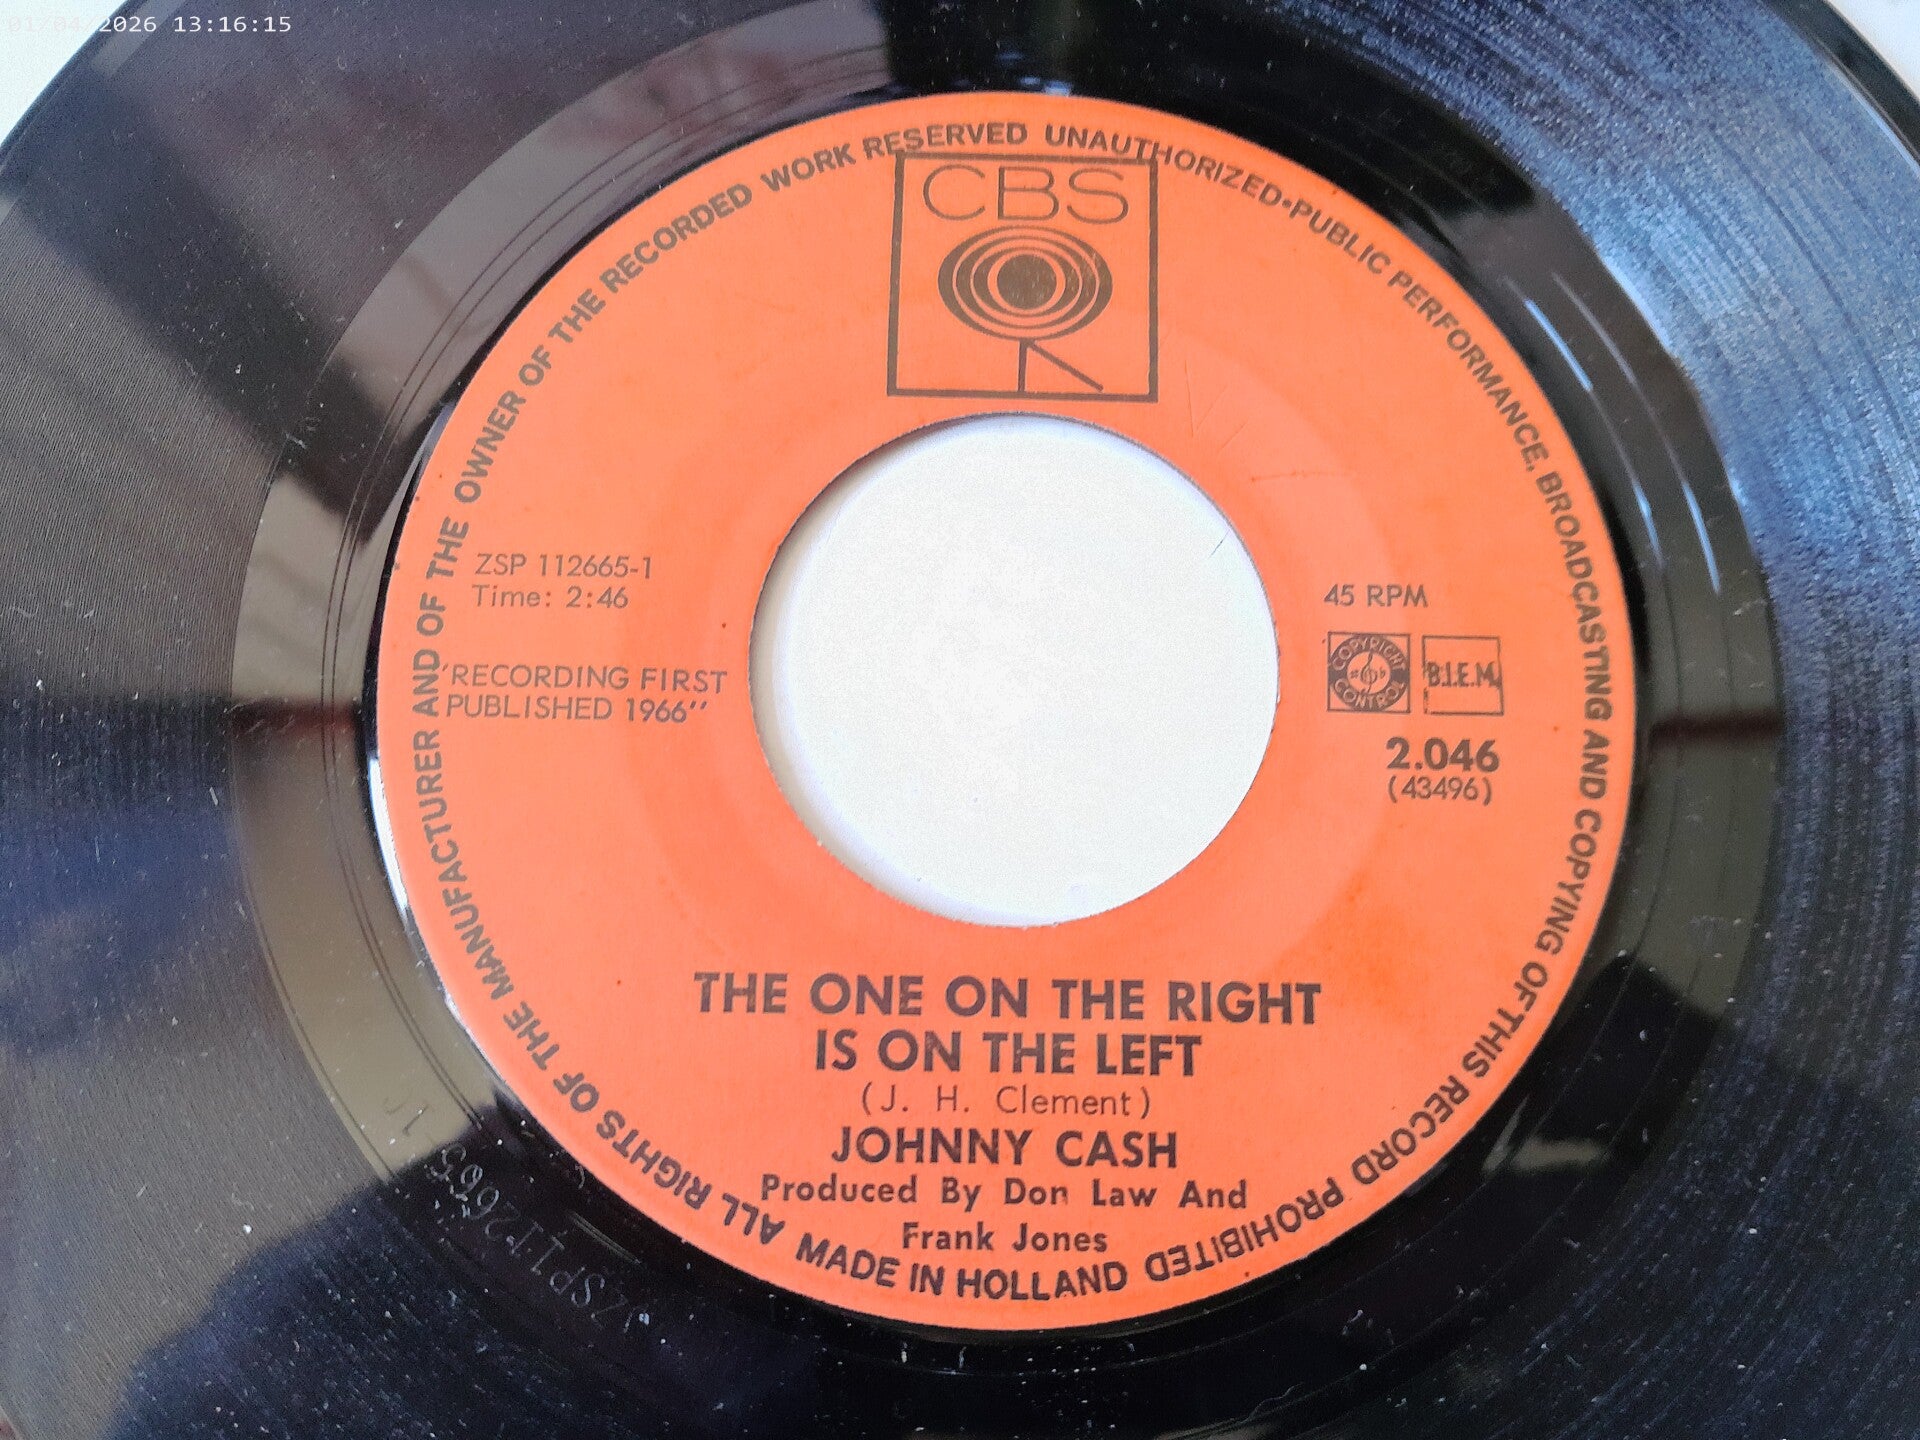 2026 13:16:15
ALL RIGHTS OF THE MANUFACTURER AND OF THE OWNER OF THE RECORDED WORK RESERVED UNAUTHORIZED•PUBLIC PERFORMANCE, BROADCASTING AND COPYING OF THIS RECORD PROHIBITED
CBS
ZSP 112665-1
Time: 2:46
"RECORDING FIRST
PUBLISHED 1966"
45 RPM
COPYRIGHT
CONTROL
B.I.E.M.
2.046
(43496)
THE ONE ON THE RIGHT
IS ON THE LEFT
(J. H. Clement)
JOHNNY CASH
Produced By Don Law And
Frank Jones
MADE IN HOLLAND